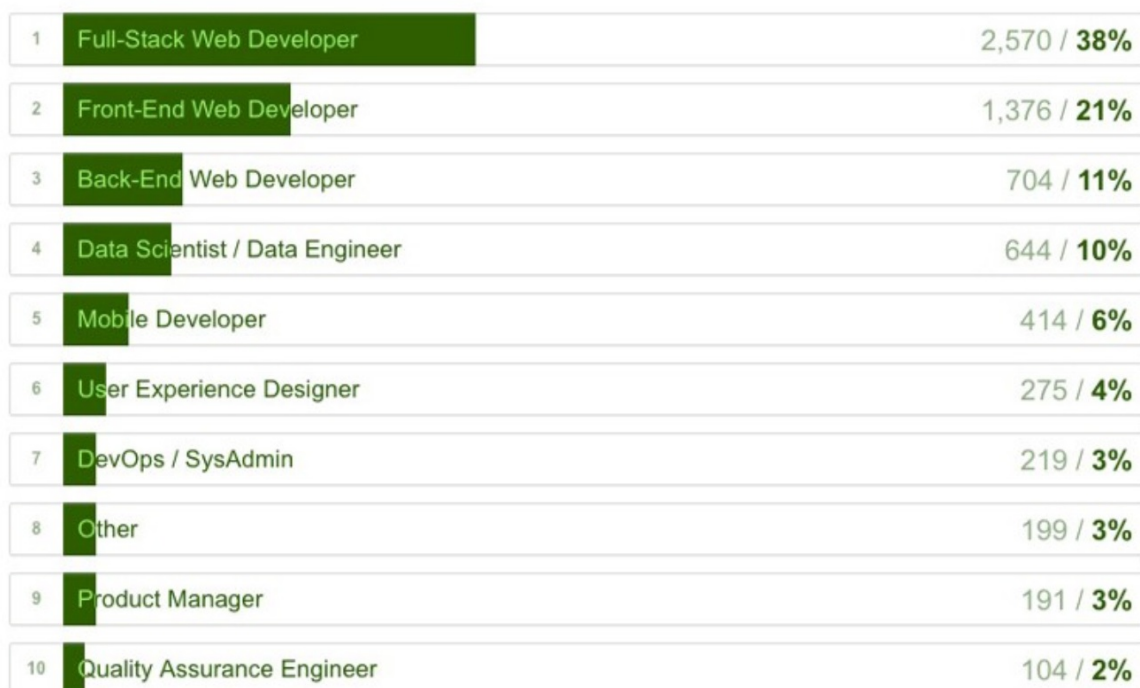 1 Full-Stack Web Developer 2,570 / 38%
2 Front-End Web Developer 1,376 / 21%
3 Back-End Web Developer 704 / 11%
4 Data Scientist / Data Engineer 644 / 10%
5 Mobile Developer 414 / 6%
6 User Experience Designer 275 / 4%
7 DevOps / SysAdmin 219 / 3%
8 Other 199 / 3%
9 Product Manager 191 / 3%
10 Quality Assurance Engineer 104 / 2%